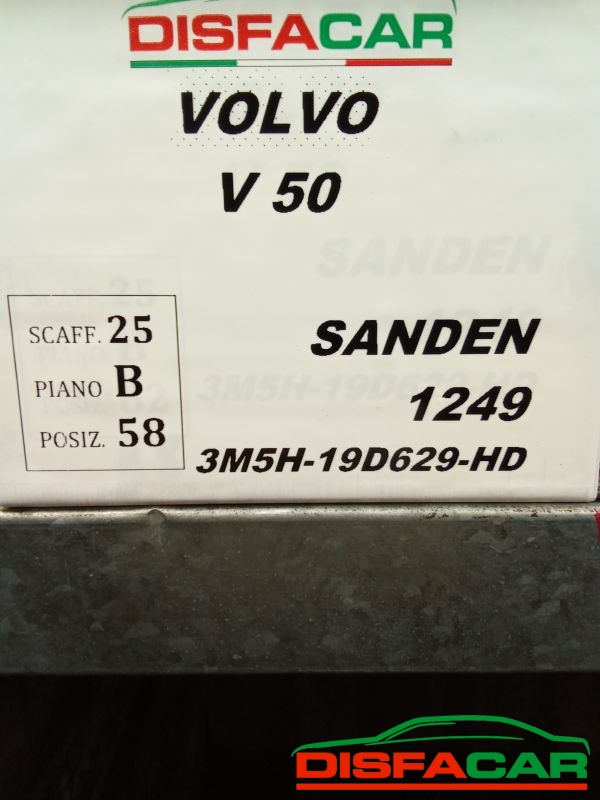 DISFACAR
VOLVO
V 50
SCAFF. 25
PIANO B
POSIZ. 58
SANDEN
1249
3M5H-19D629-HD
DISFACAR